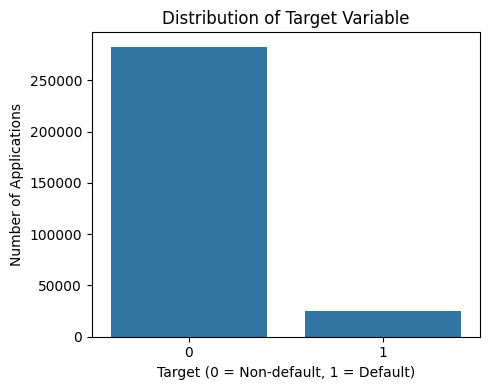 Distribution of Target Variable
Number of Applications
250000
200000
150000
100000
50000
0
0 1
Target (0 = Non-default, 1 = Default)